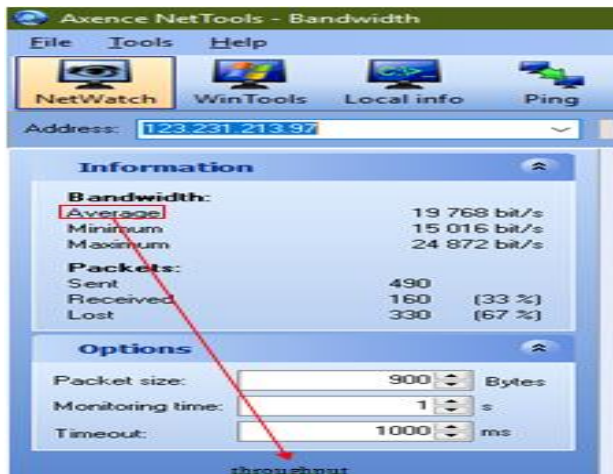 Axence NetTools - Bandwidth
File Tools Help
NetWatch WinTools Local info Ping
Address: 123.231.213.97
Information
Bandwidth:
Average 19 768 bit/s
Minimum 15 016 bit/s
Maximum 24 872 bit/s
Packets:
Sent 490
Received 160 (33 %)
Lost 330 (67 %)
Options
Packet size: 900 Bytes
Monitoring time: 1 s
Timeout: 1000 ms
throughput